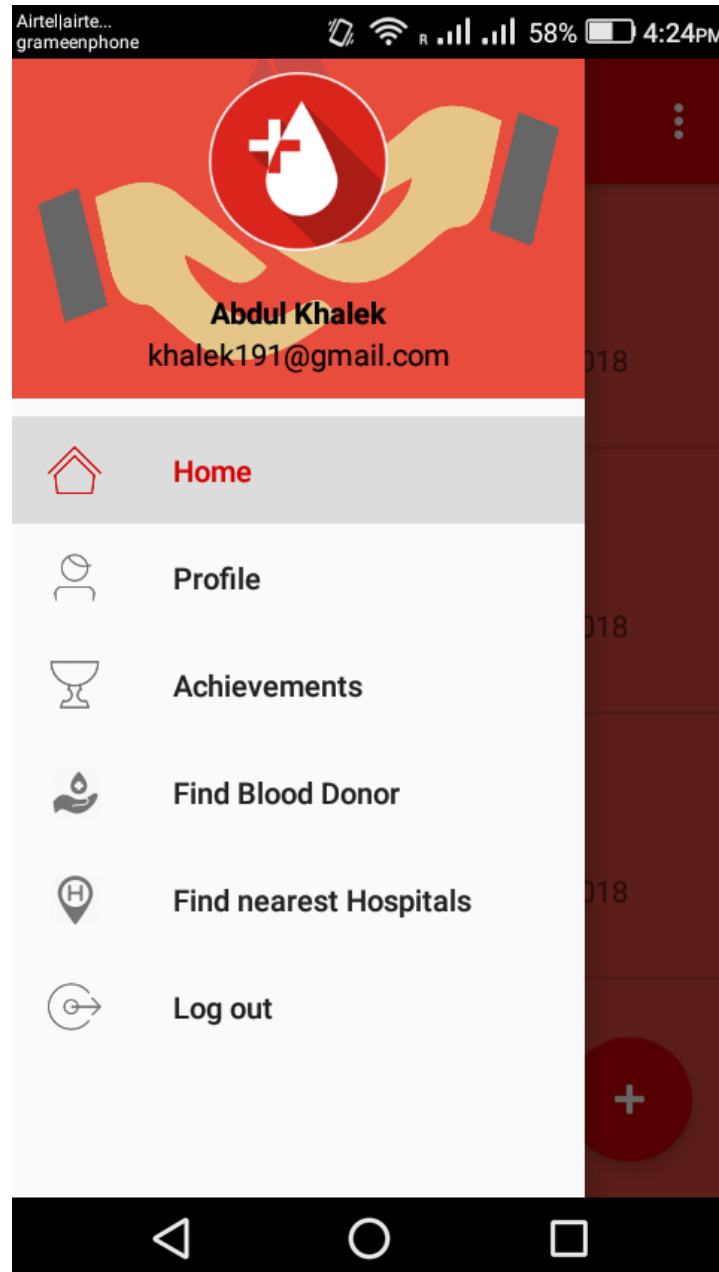 Airtel|airte...
grameenphone
R 58% 4:24PM
Abdul Khalek
khalek191@gmail.com
018
Home
Profile
018
Achievements
Find Blood Donor
Find nearest Hospitals
018
Log out